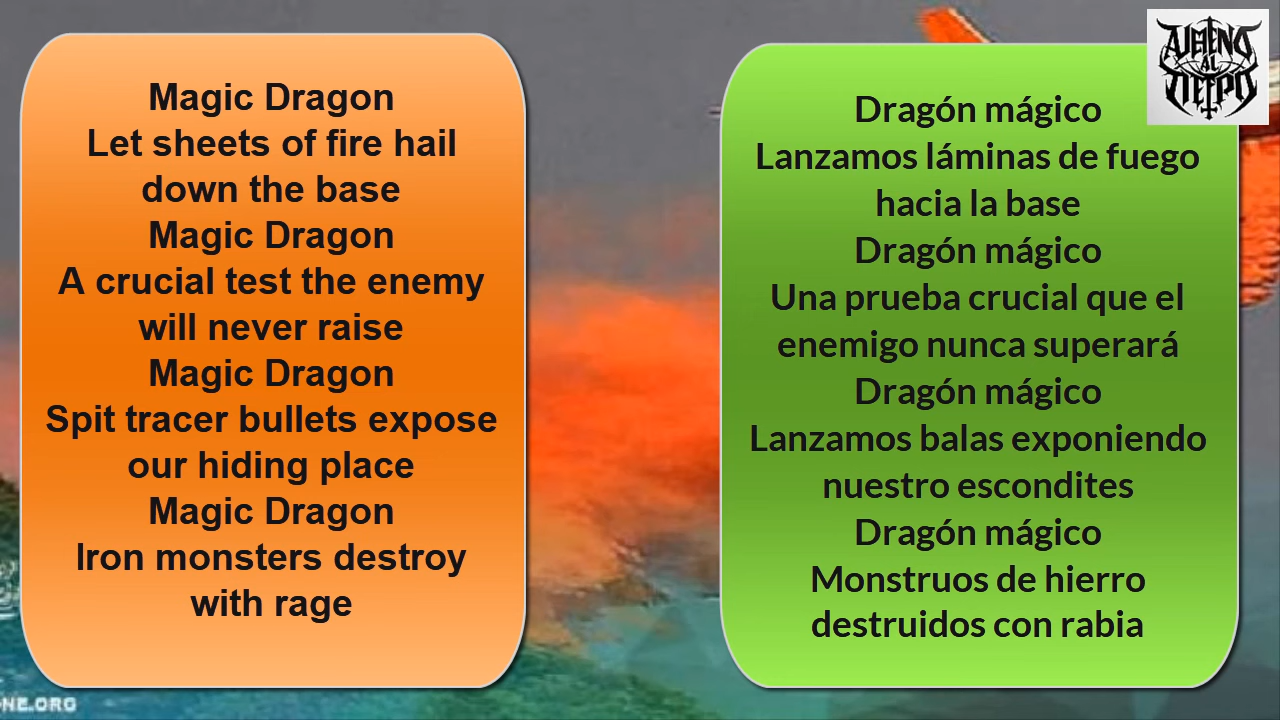 Magic Dragon
Let sheets of fire hail
down the base
Magic Dragon
A crucial test the enemy
will never raise
Magic Dragon
Spit tracer bullets expose
our hiding place
Magic Dragon
Iron monsters destroy
with rage
Dragón mágico
Lanzamos láminas de fuego
hacia la base
Dragón mágico
Una prueba crucial que el
enemigo nunca superará
Dragón mágico
Lanzamos balas exponiendo
nuestro escondites
Dragón mágico
Monstruos de hierro
destruidos con rabia
NE.ORG